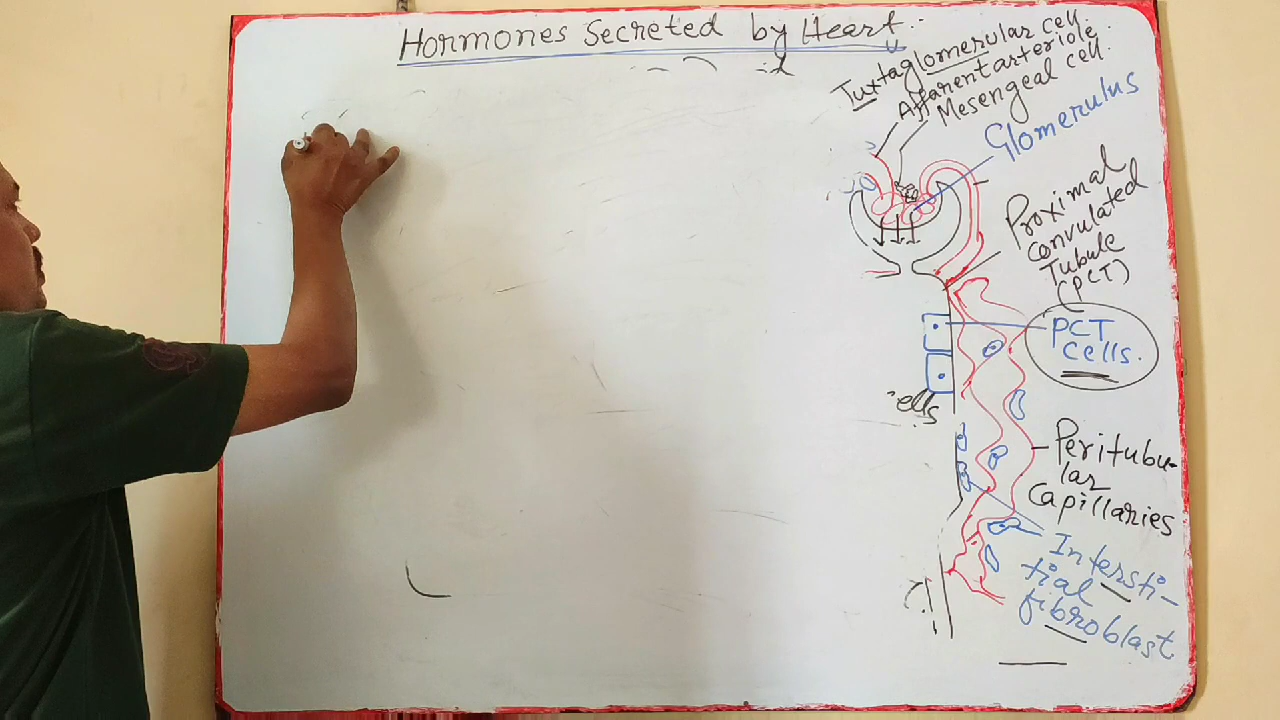 Hormones Secreted by Heart
Juxtaglomerular cell
Afferent arteriole
Mesengeal cell
Glomerulus
Proximal
convulated
Tubule
(PCT)
PCT
Cells.
ells
Peritubu-
lar
Capillaries
Intersti-
tial
fibroblast